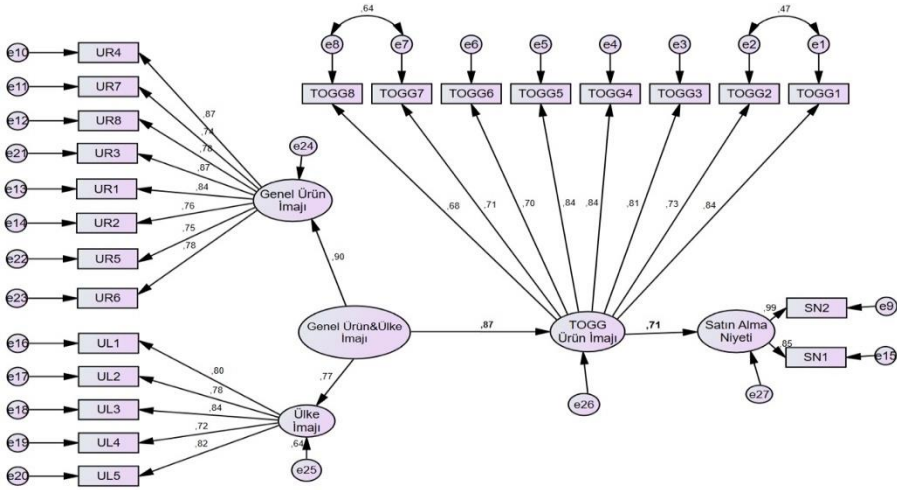 ,64
,47
e8
e7
e6
e5
e4
e3
e2
e1
TOGG8
TOGG7
TOGG6
TOGG5
TOGG4
TOGG3
TOGG2
TOGG1
e10
UR4
e11
UR7
e12
UR8
e21
UR3
e13
UR1
e14
UR2
e22
UR5
e23
UR6
,87
,74
,78
,87
,84
,76
,75
,78
e24
Genel Ürün
İmajı
,90
,68
,71
,70
,84
,84
,81
,73
,84
Genel Ürün&Ülke
İmajı
,87
TOGG
Ürün İmajı
,71
Satın Alma
Niyeti
,99
SN2
e9
,85
SN1
e15
e26
e27
,77
e16
UL1
e17
UL2
e18
UL3
e19
UL4
e20
UL5
,80
,78
,84
,72
,82
Ülke
İmajı
,64
e25